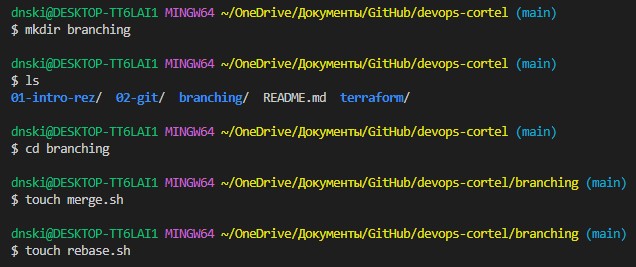 dnski@DESKTOP-TT6LAI1 MINGW64 ~/OneDrive/Документы/GitHub/devops-cortel (main)
$ mkdir branching
dnski@DESKTOP-TT6LAI1 MINGW64 ~/OneDrive/Документы/GitHub/devops-cortel (main)
$ ls
01-intro-rez/  02-git/  branching/  README.md  terraform/
dnski@DESKTOP-TT6LAI1 MINGW64 ~/OneDrive/Документы/GitHub/devops-cortel (main)
$ cd branching
dnski@DESKTOP-TT6LAI1 MINGW64 ~/OneDrive/Документы/GitHub/devops-cortel/branching (main)
$ touch merge.sh
dnski@DESKTOP-TT6LAI1 MINGW64 ~/OneDrive/Документы/GitHub/devops-cortel/branching (main)
$ touch rebase.sh